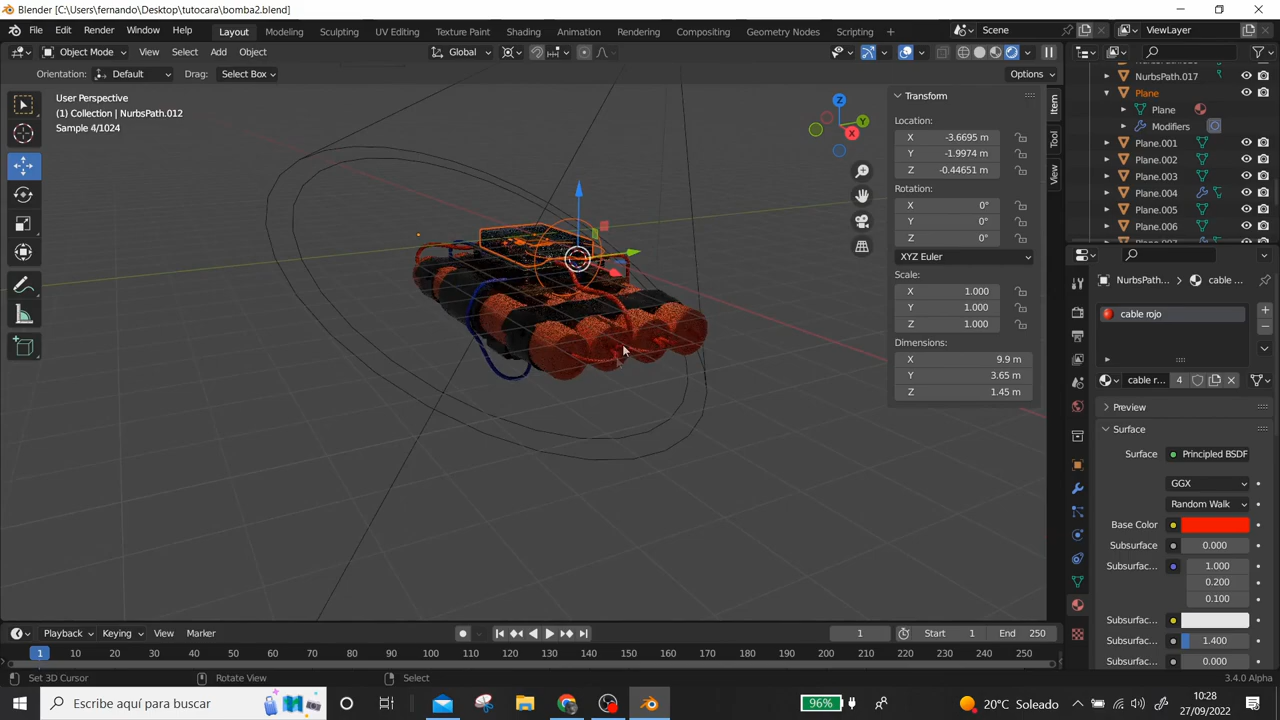 Blender [C:\Users\fernando\Desktop\tutocara\bomba2.blend]
File Edit Render Window Help Layout Modeling Sculpting UV Editing Texture Paint Shading Animation Rendering Compositing Geometry Nodes Scripting Scene ViewLayer
Object Mode View Select Add Object Global
Orientation: Default Drag: Select Box Options
User Perspective
(1) Collection | NurbsPath.012
Sample 4/1024
Z
Y
X
Transform
Location:
X -3.6695 m
Y -1.9974 m
Z -0.44651 m
Rotation:
X 0°
Y 0°
Z 0°
XYZ Euler
Scale:
X 1.000
Y 1.000
Z 1.000
Dimensions:
X 9.9 m
Y 3.65 m
Z 1.45 m
Item
Tool
View
NurbsPath.017
Plane
Plane
Modifiers
Plane.001
Plane.002
Plane.003
Plane.004
Plane.005
Plane.006
NurbsPath... cable ...
cable rojo
cable r... 4
Preview
Surface
Surface Principled BSDF
GGX
Random Walk
Base Color
Subsurface 0.000
Subsurfac... 1.000
0.200
0.100
Subsurfac...
Subsurfac... 1.400
Subsurfac... 0.000
Playback Keying View Marker 1 Start 1 End 250
1 10 20 30 40 50 60 70 80 90 100 110 120 130 140 150 160 170 180 190 200 210 220 230 240 250
Set 3D Cursor Rotate View Select 3.4.0 Alpha
Escribe aquí para buscar 96% 20°C Soleado ESP 10:28
27/09/2022